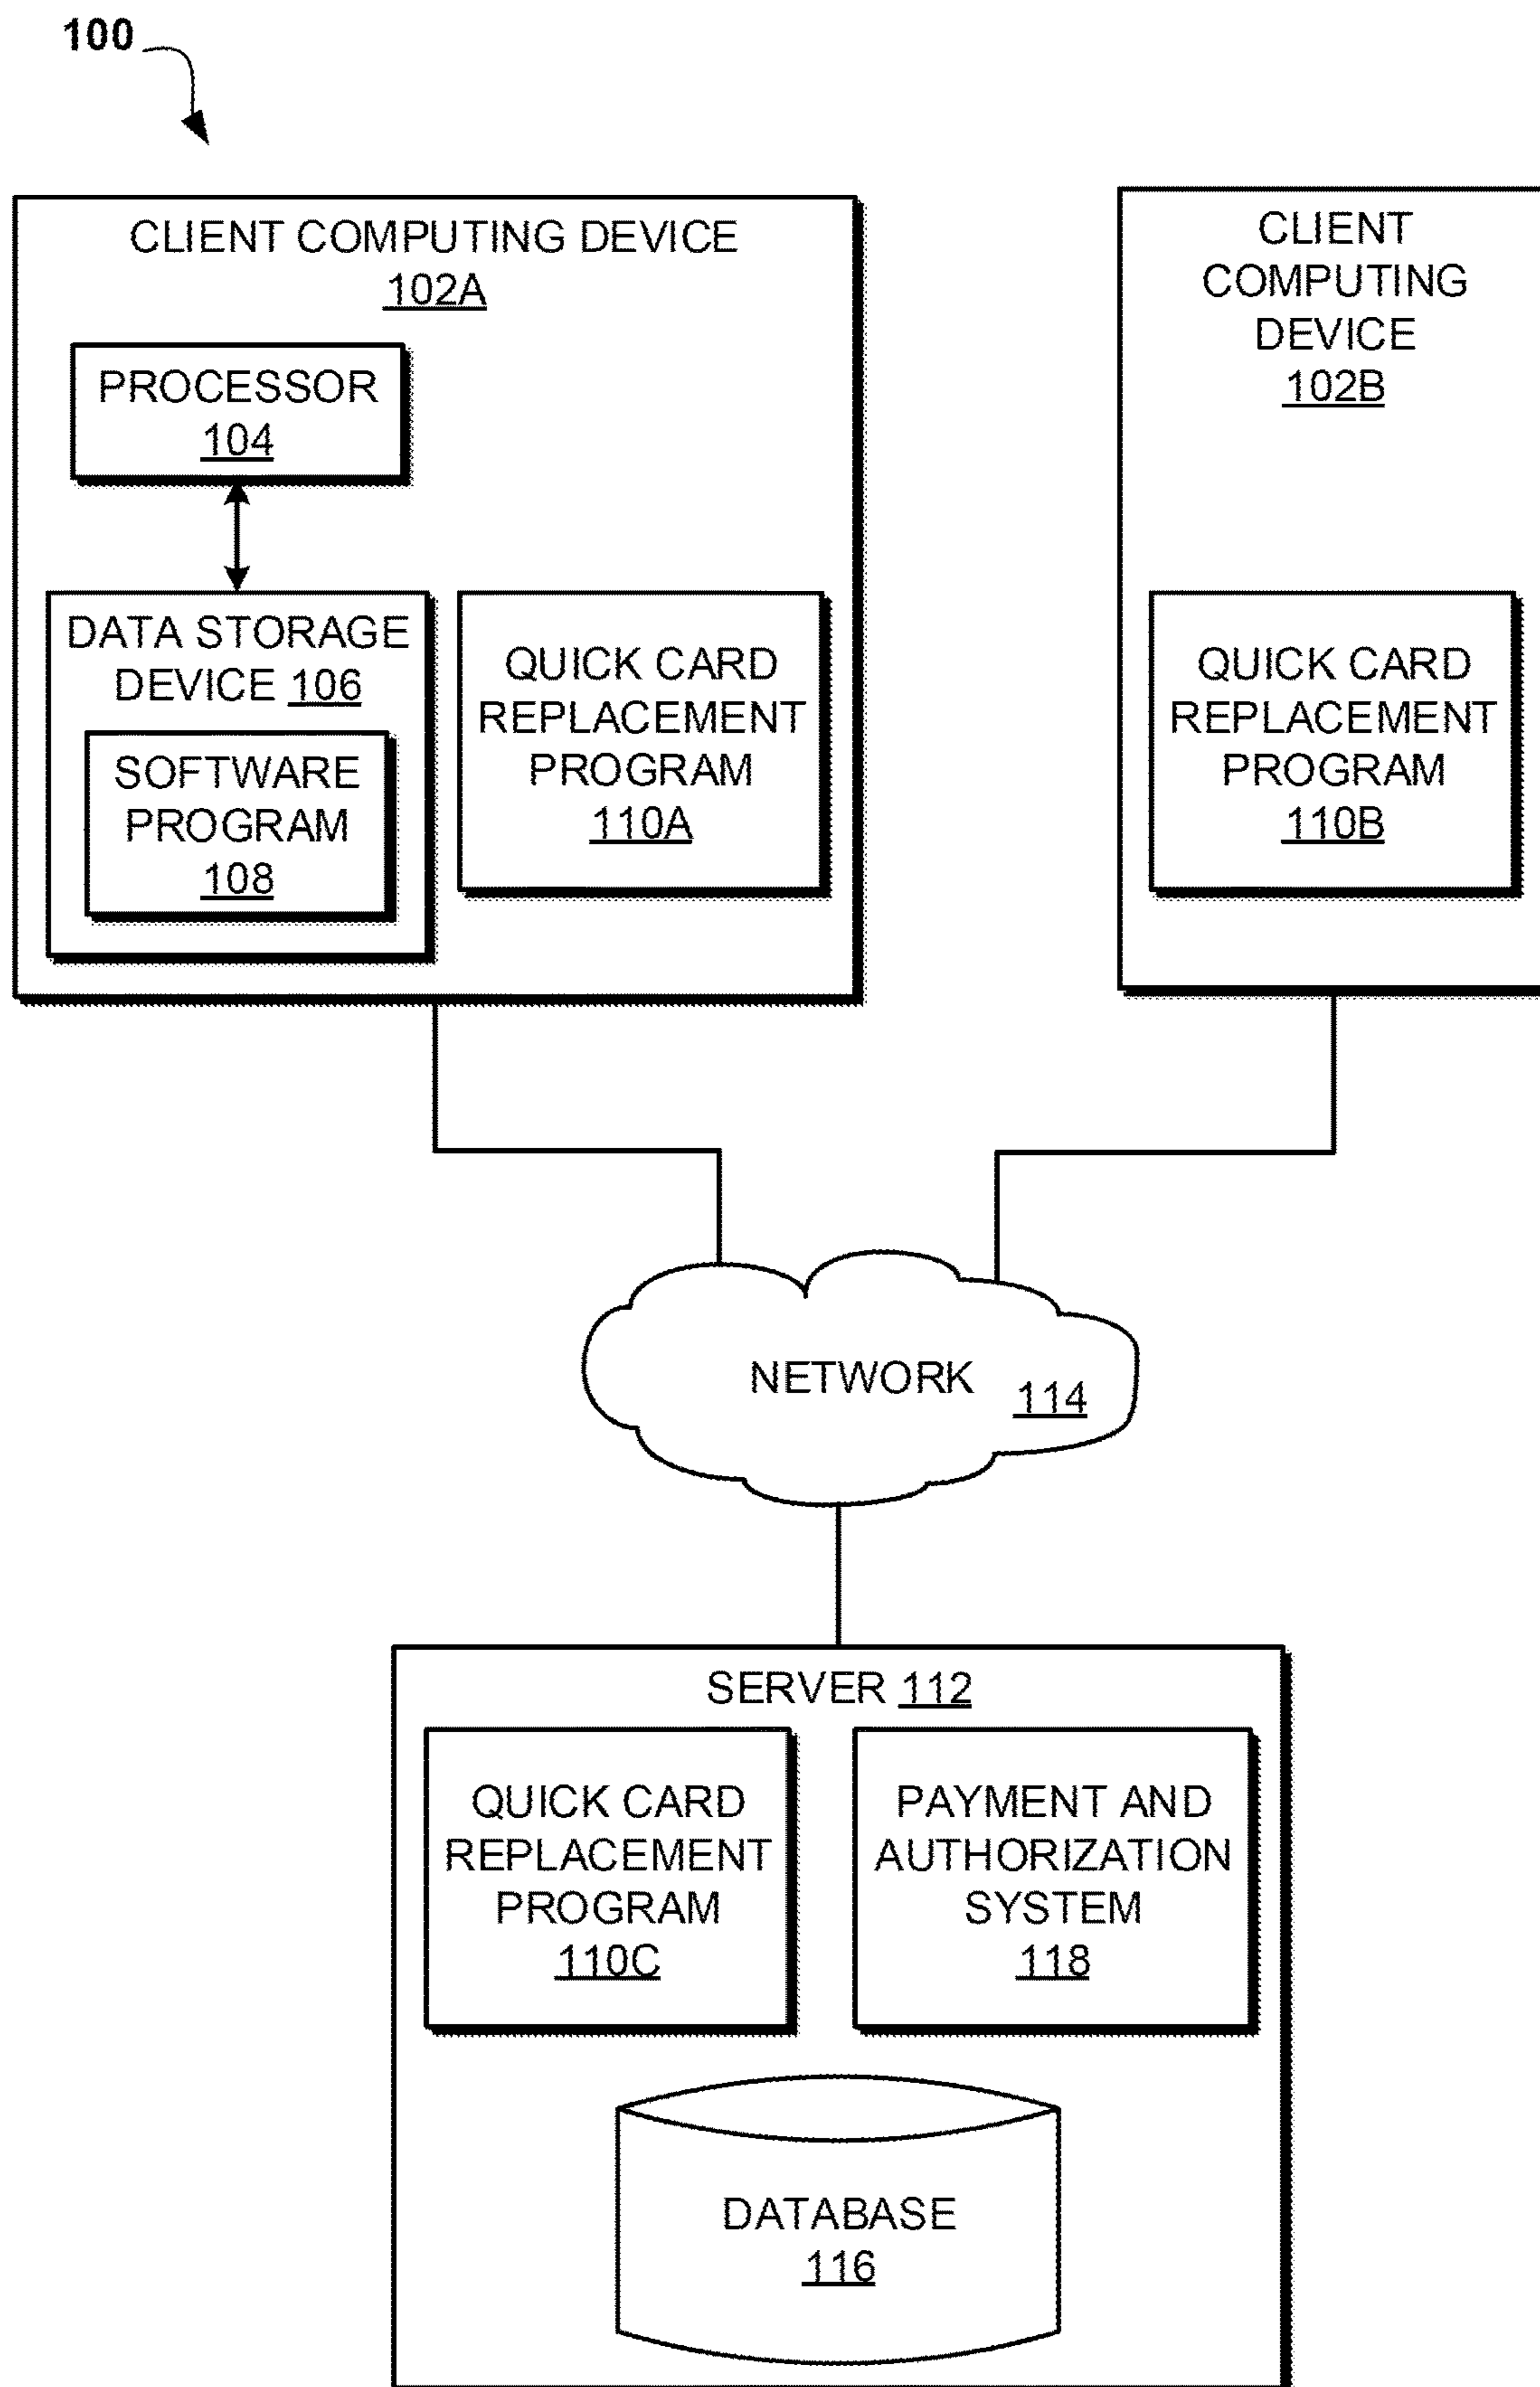 100
CLIENT COMPUTING DEVICE
102A
PROCESSOR
104
DATA STORAGE
DEVICE 106
SOFTWARE
PROGRAM
108
QUICK CARD
REPLACEMENT
PROGRAM
110A
CLIENT
COMPUTING
DEVICE
102B
QUICK CARD
REPLACEMENT
PROGRAM
110B
NETWORK 114
SERVER 112
QUICK CARD
REPLACEMENT
PROGRAM
110C
PAYMENT AND
AUTHORIZATION
SYSTEM
118
DATABASE
116